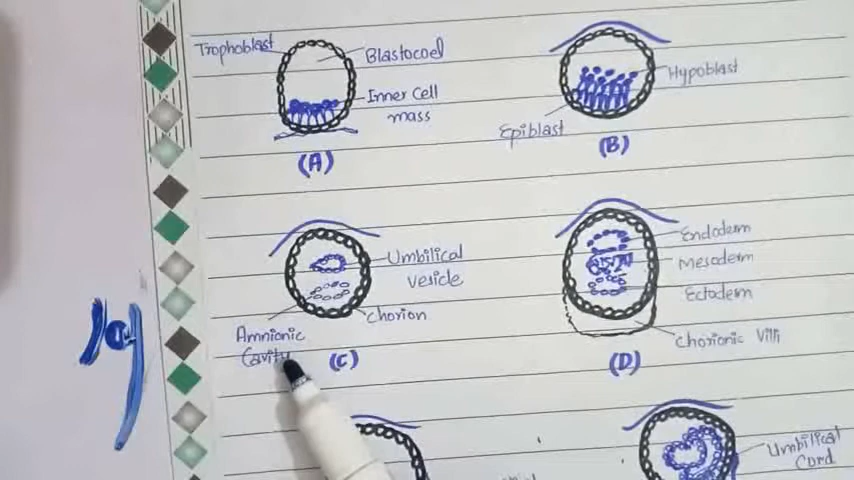 Trophoblast
Blastocoel
Inner Cell
mass
(A)
Hypoblast
Epiblast
(B)
Umbilical
vesicle
Chorion
Amnionic
Cavity
(C)
Endoderm
Mesoderm
Ectoderm
Chorionic Villi
(D)
Umbilical
Cord